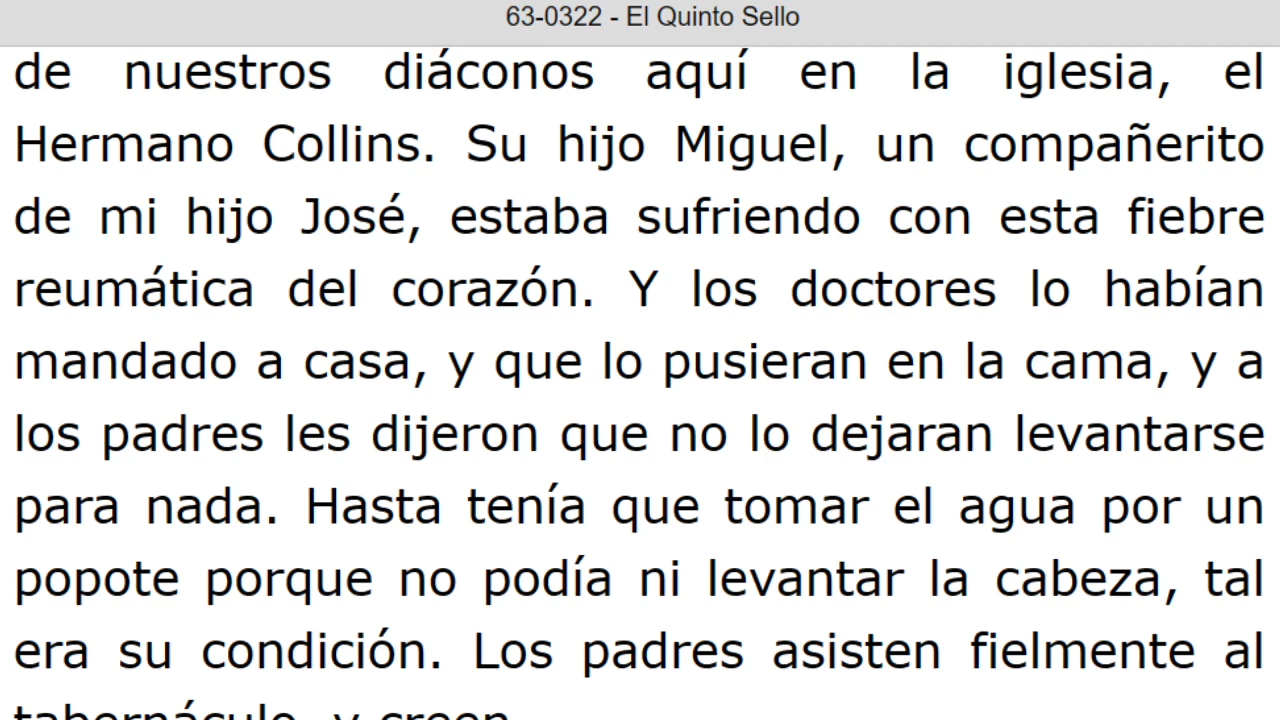 63-0322 - El Quinto Sello
de nuestros diáconos aquí en la iglesia, el
Hermano Collins. Su hijo Miguel, un compañerito
de mi hijo José, estaba sufriendo con esta fiebre
reumática del corazón. Y los doctores lo habían
mandado a casa, y que lo pusieran en la cama, y a
los padres les dijeron que no lo dejaran levantarse
para nada. Hasta tenía que tomar el agua por un
popote porque no podía ni levantar la cabeza, tal
era su condición. Los padres asisten fielmente al
tabernáculo, y creen